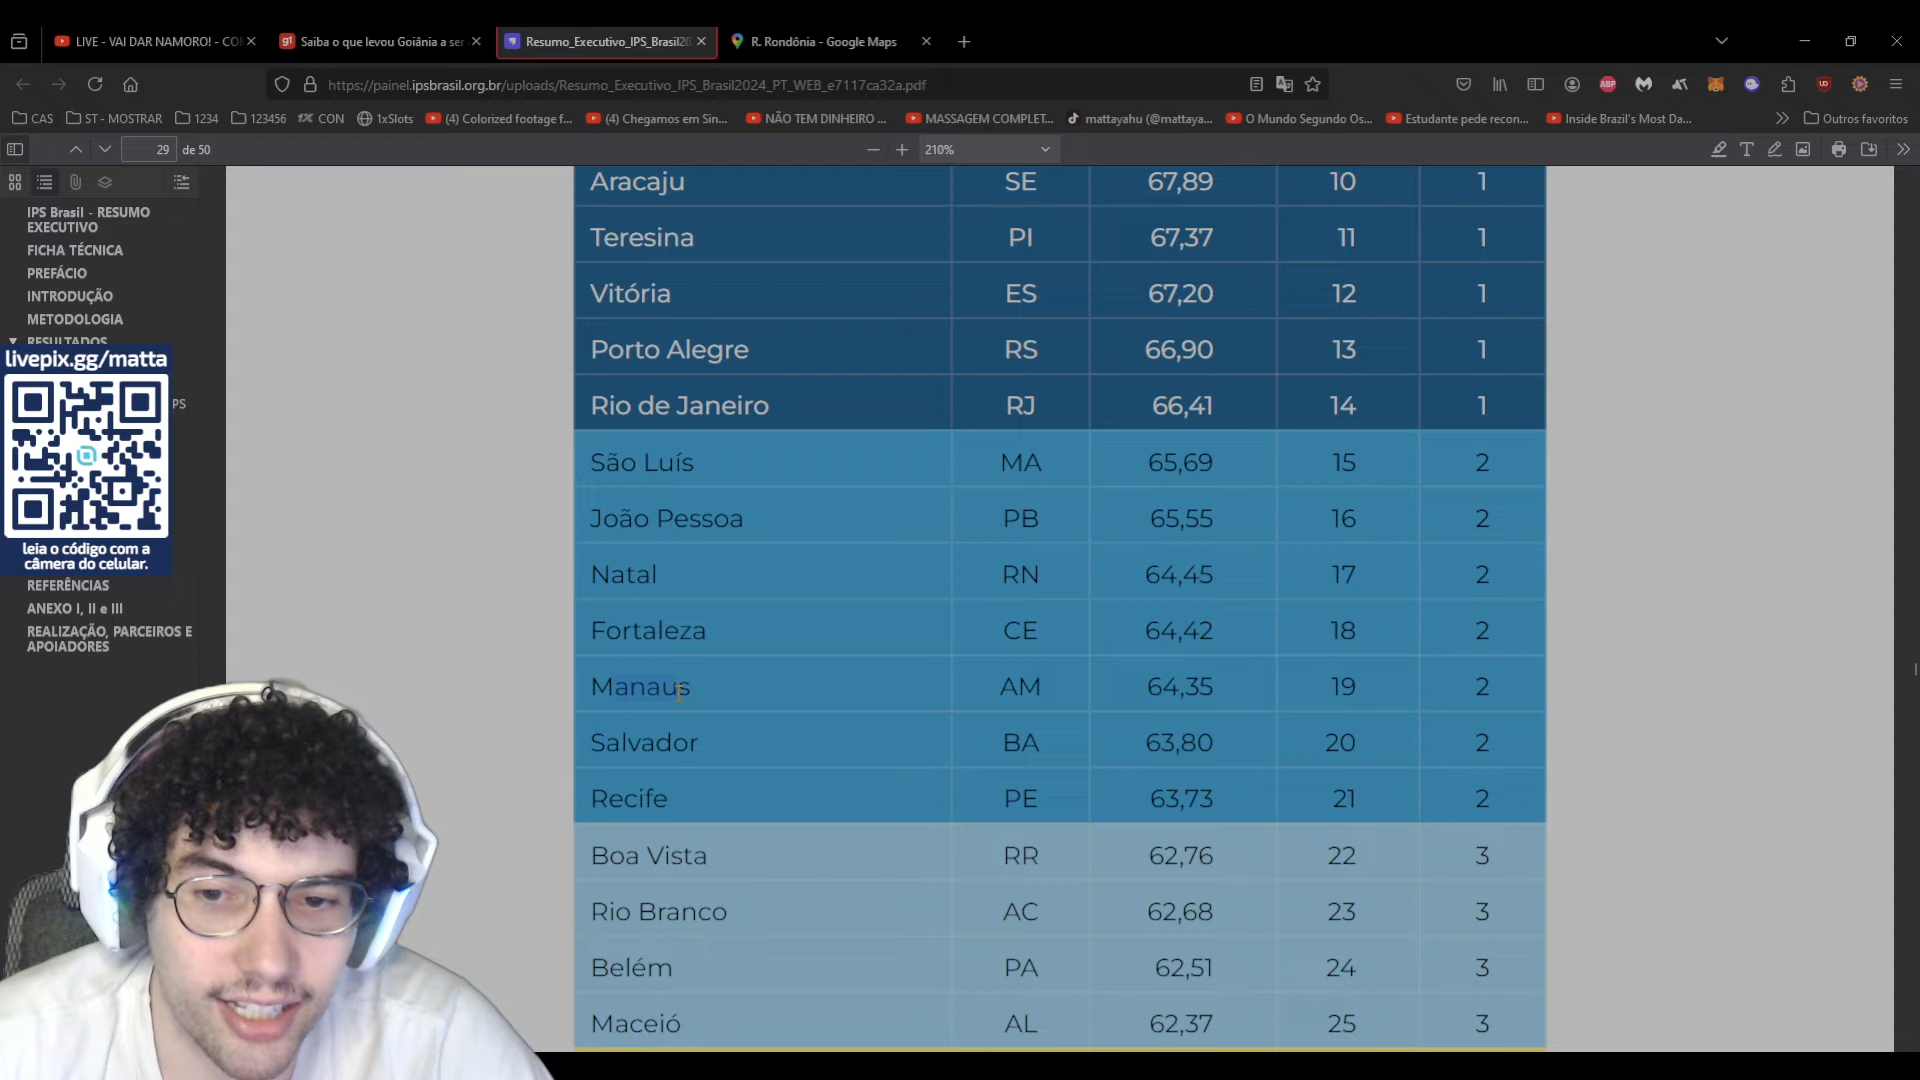 LIVE - VAI DAR NAMORO! - CO
Saiba o que levou Goiânia a ser
Resumo_Executivo_IPS_Brasil20
R. Rondônia - Google Maps
https://painel.ipsbrasil.org.br/uploads/Resumo_Executivo_IPS_Brasil2024_PT_WEB_e7117ca32a.pdf
CAS
ST - MOSTRAR
1234
123456
CON
1xSlots
(4) Colorized footage f...
(4) Chegamos em Sin...
NÃO TEM DINHEIRO ...
MASSAGEM COMPLET...
mattayahu (@mattaya...
O Mundo Segundo Os...
Estudante pede recon...
Inside Brazil's Most Da...
Outros favoritos
29 de 50
210%
IPS Brasil - RESUMO
EXECUTIVO
FICHA TÉCNICA
PREFÁCIO
INTRODUÇÃO
METODOLOGIA
RESULTADOS
livepix.gg/matta
PS
leia o código com a
câmera do celular.
REFERÊNCIAS
ANEXO I, II e III
REALIZAÇÃO, PARCEIROS E
APOIADORES
Aracaju SE 67,89 10 1
Teresina PI 67,37 11 1
Vitória ES 67,20 12 1
Porto Alegre RS 66,90 13 1
Rio de Janeiro RJ 66,41 14 1
São Luís MA 65,69 15 2
João Pessoa PB 65,55 16 2
Natal RN 64,45 17 2
Fortaleza CE 64,42 18 2
Manaus AM 64,35 19 2
Salvador BA 63,80 20 2
Recife PE 63,73 21 2
Boa Vista RR 62,76 22 3
Rio Branco AC 62,68 23 3
Belém PA 62,51 24 3
Maceió AL 62,37 25 3